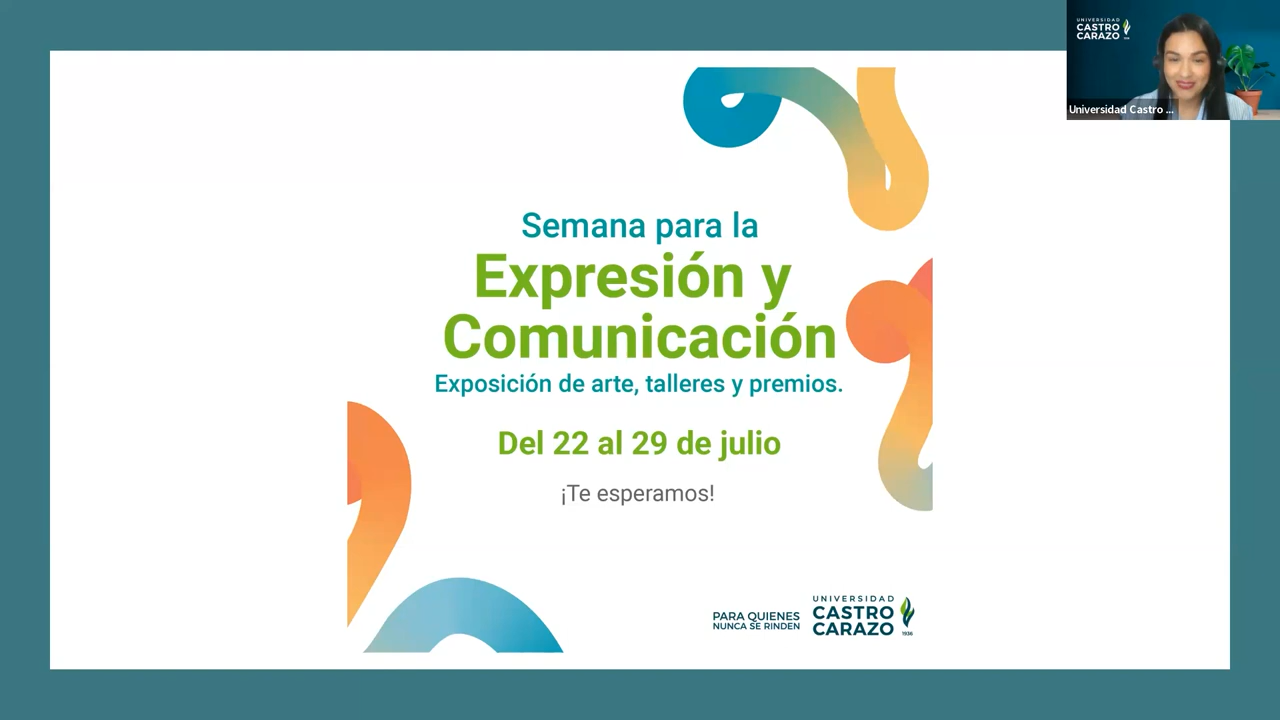 UNIVERSIDAD
CASTRO
CARAZO
Universidad Castro ...
Semana para la
Expresión y
Comunicación
Exposición de arte, talleres y premios.
Del 22 al 29 de julio
¡Te esperamos!
PARA QUIENES
NUNCA SE RINDEN
UNIVERSIDAD
CASTRO
CARAZO
1936